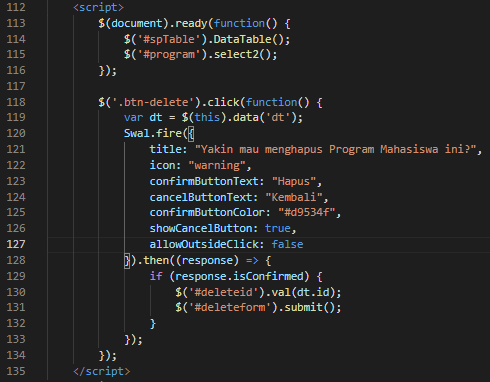 112 <script>
113 $(document).ready(function() {
114 $('#spTable').DataTable();
115 $('#program').select2();
116 });
117
118 $('.btn-delete').click(function() {
119 var dt = $(this).data('dt');
120 Swal.fire({
121 title: "Yakin mau menghapus Program Mahasiswa ini?",
122 icon: "warning",
123 confirmButtonText: "Hapus",
124 cancelButtonText: "Kembali",
125 confirmButtonColor: "#d9534f",
126 showCancelButton: true,
127 allowOutsideClick: false
128 }).then((response) => {
129 if (response.isConfirmed) {
130 $('#deleteid').val(dt.id);
131 $('#deleteform').submit();
132 }
133 });
134 });
135 </script>